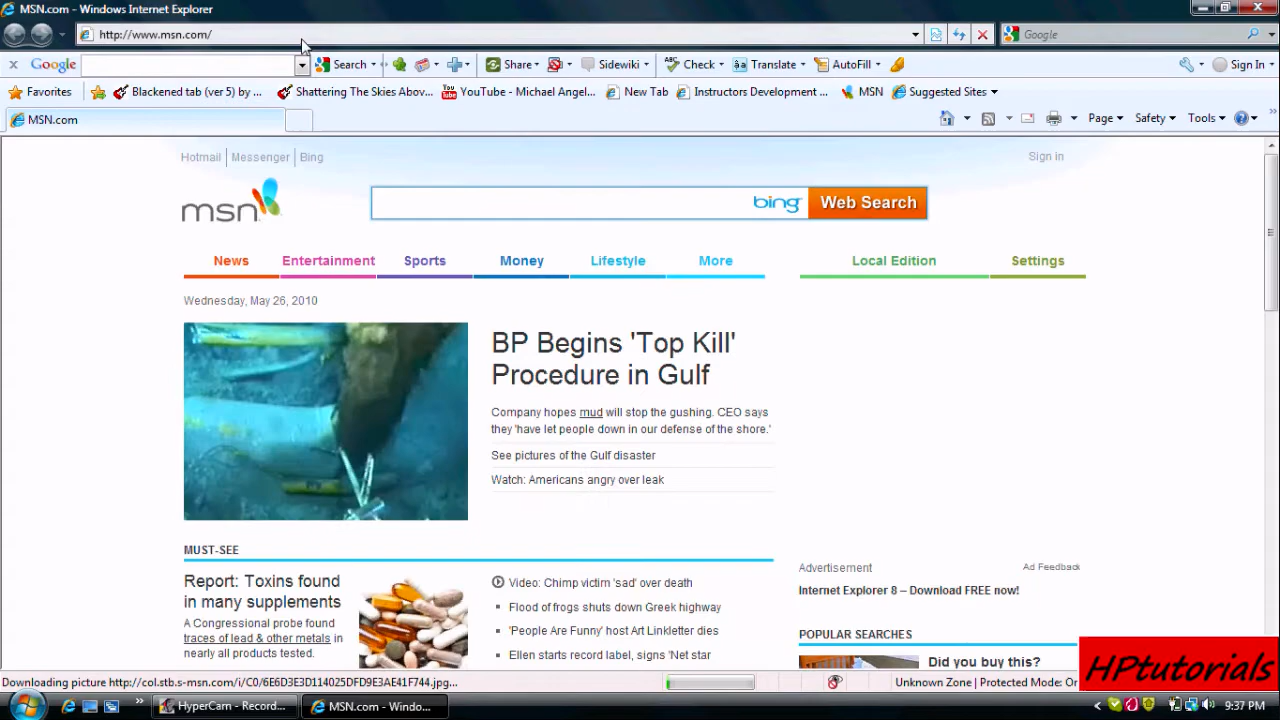 MSN.com - Windows Internet Explorer
http://www.msn.com/
Google
x Google Search Share Sidewiki Check Translate AutoFill Sign In
Favorites Blackened tab (ver 5) by ... Shattering The Skies Abov... YouTube - Michael Angel... New Tab Instructors Development ... MSN Suggested Sites
MSN.com
Page Safety Tools
Hotmail Messenger Bing
Sign in
msn bing Web Search
News Entertainment Sports Money Lifestyle More Local Edition Settings
Wednesday, May 26, 2010
BP Begins 'Top Kill'
Procedure in Gulf
Company hopes mud will stop the gushing. CEO says
they 'have let people down in our defense of the shore.'
See pictures of the Gulf disaster
Watch: Americans angry over leak
MUST-SEE
Report: Toxins found
in many supplements
A Congressional probe found
traces of lead & other metals in
nearly all products tested.
Video: Chimp victim 'sad' over death
Flood of frogs shuts down Greek highway
'People Are Funny' host Art Linkletter dies
Ellen starts record label, signs 'Net star
Advertisement Ad Feedback
Internet Explorer 8 – Download FREE now!
POPULAR SEARCHES
Did you buy this?
HPtutorials
Downloading picture http://col.stb.s-msn.com/i/C0/6E6D3E3D114025DFD9E3AE41F744.jpg...
Unknown Zone | Protected Mode: Or
HyperCam - Record...
MSN.com - Windo...
9:37 PM